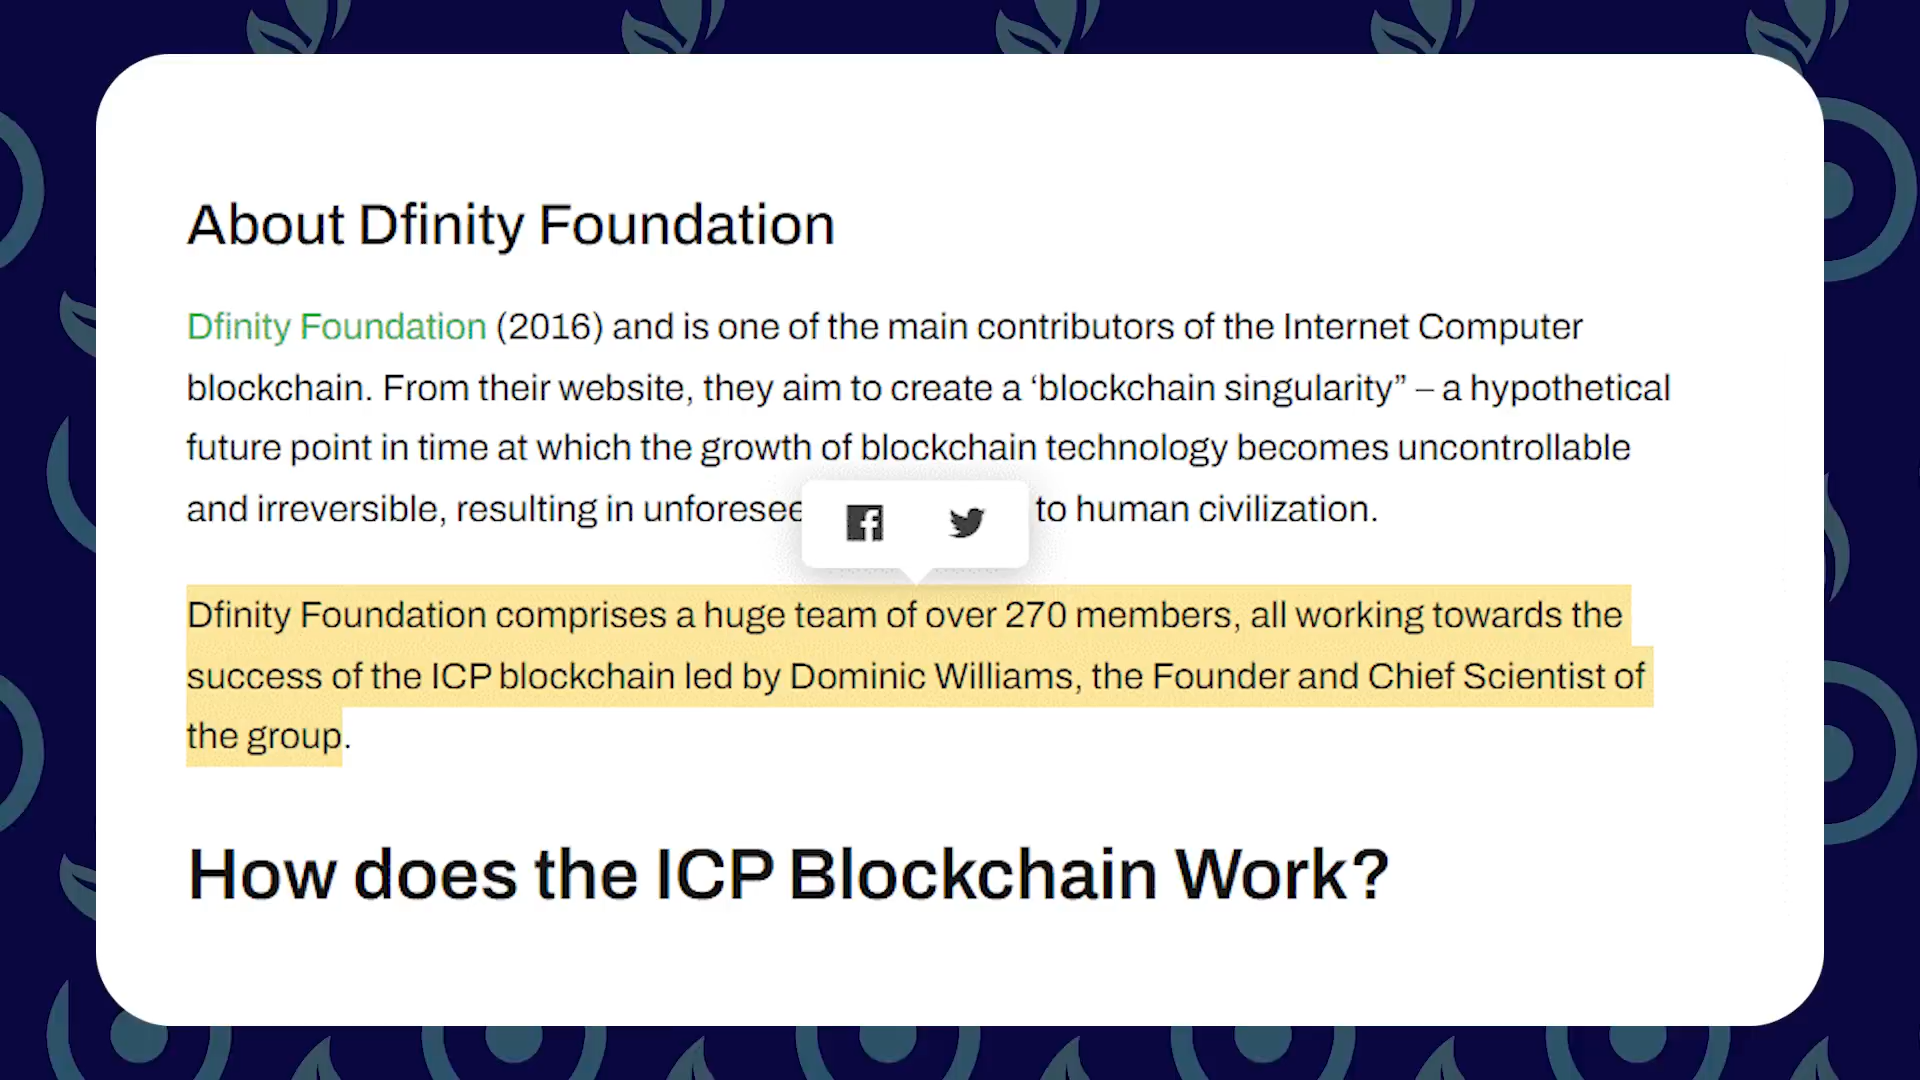 About Dfinity Foundation
Dfinity Foundation (2016) and is one of the main contributors of the Internet Computer
blockchain. From their website, they aim to create a ‘blockchain singularity” – a hypothetical
future point in time at which the growth of blockchain technology becomes uncontrollable
and irreversible, resulting in to human civilization.
Dfinity Foundation comprises a huge team of over 270 members, all working towards the
success of the ICP blockchain led by Dominic Williams, the Founder and Chief Scientist of
the group.
How does the ICP Blockchain Work?